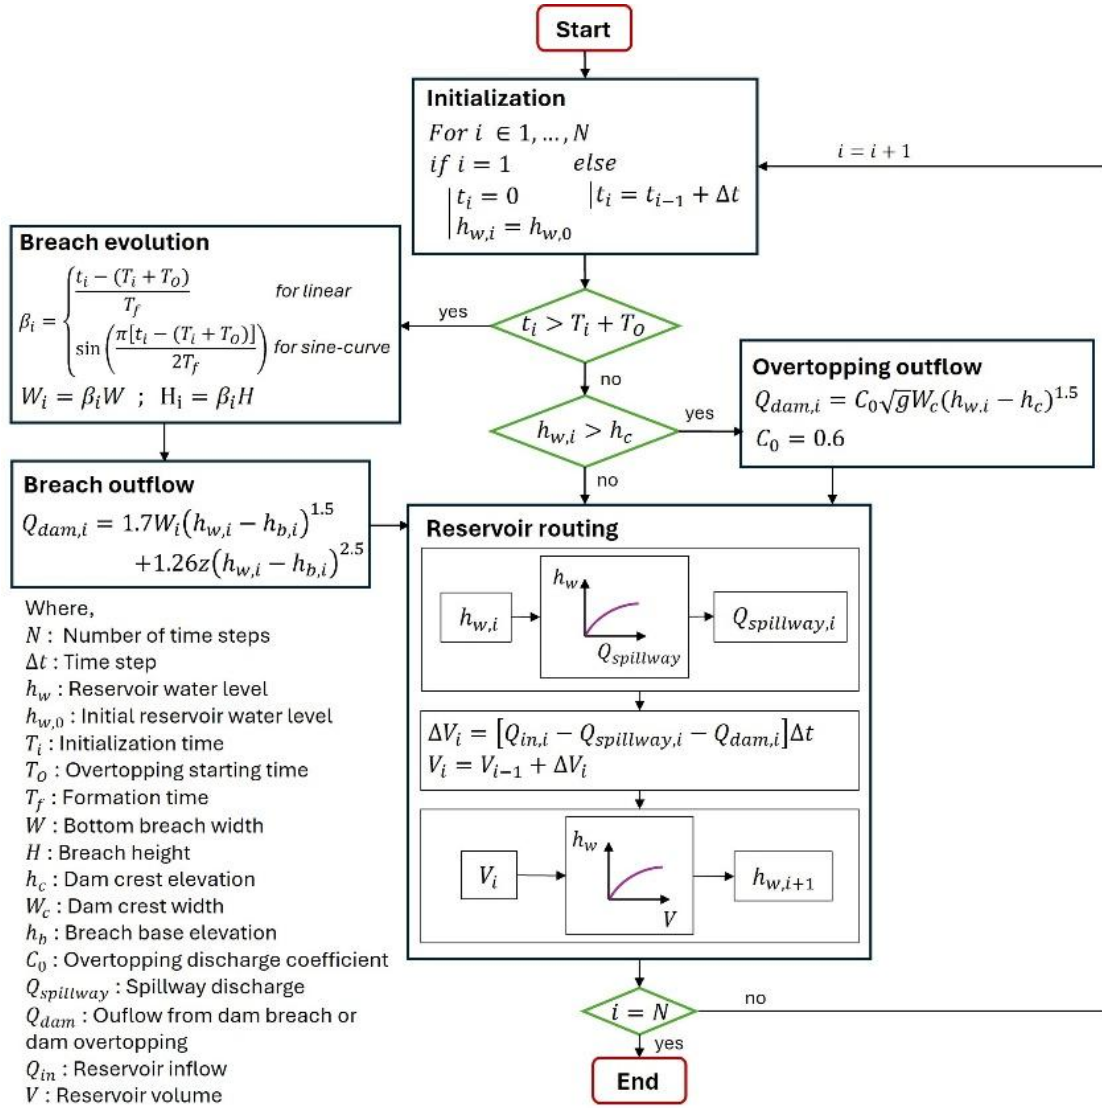 Start
Initialization
For i ∈ 1, ..., N
if i = 1 else
t_i = 0 t_i = t_{i-1} + Δt
h_{w,i} = h_{w,0}
i = i + 1
Breach evolution
β_i = { (t_i − (T_i + T_O)) / T_f for linear
sin(π[t_i − (T_i + T_O)] / 2T_f) for sine-curve
W_i = β_i W ; H_i = β_i H
yes
t_i > T_i + T_O
no
h_{w,i} > h_c
yes
no
Overtopping outflow
Q_{dam,i} = C_0 √g W_c (h_{w.i} − h_c)^{1.5}
C_0 = 0.6
Breach outflow
Q_{dam,i} = 1.7W_i(h_{w,i} − h_{b,i})^{1.5}
+1.26z(h_{w,i} − h_{b,i})^{2.5}
Reservoir routing
h_{w,i}
h_w
Q_{spillway}
Q_{spillway,i}
ΔV_i = [Q_{in,i} − Q_{spillway,i} − Q_{dam,i}]Δt
V_i = V_{i−1} + ΔV_i
V_i
h_w
V
h_{w,i+1}
i = N
no
yes
End
Where,
N : Number of time steps
Δt : Time step
h_w : Reservoir water level
h_{w,0} : Initial reservoir water level
T_i : Initialization time
T_O : Overtopping starting time
T_f : Formation time
W : Bottom breach width
H : Breach height
h_c : Dam crest elevation
W_c : Dam crest width
h_b : Breach base elevation
C_0 : Overtopping discharge coefficient
Q_{spillway} : Spillway discharge
Q_{dam} : Ouflow from dam breach or
dam overtopping
Q_{in} : Reservoir inflow
V : Reservoir volume